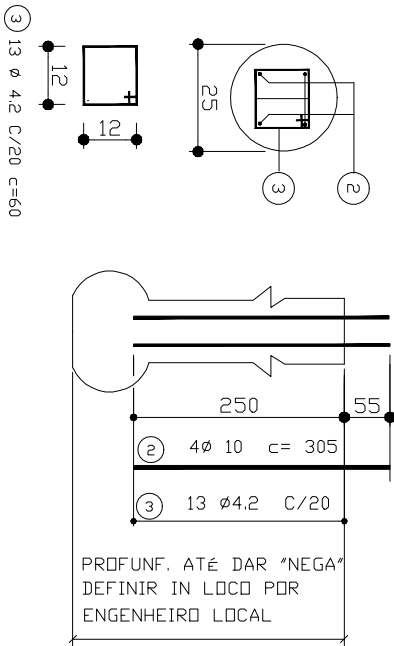 3 13 ø 4.2 C/20 c=60
12
12
25
3
2
250 55
2 4ø 10 c= 305
3 13 ø4.2 C/20
PROFUNF. ATé DAR "NEGA"
DEFINIR IN LOCO POR
ENGENHEIRO LOCAL